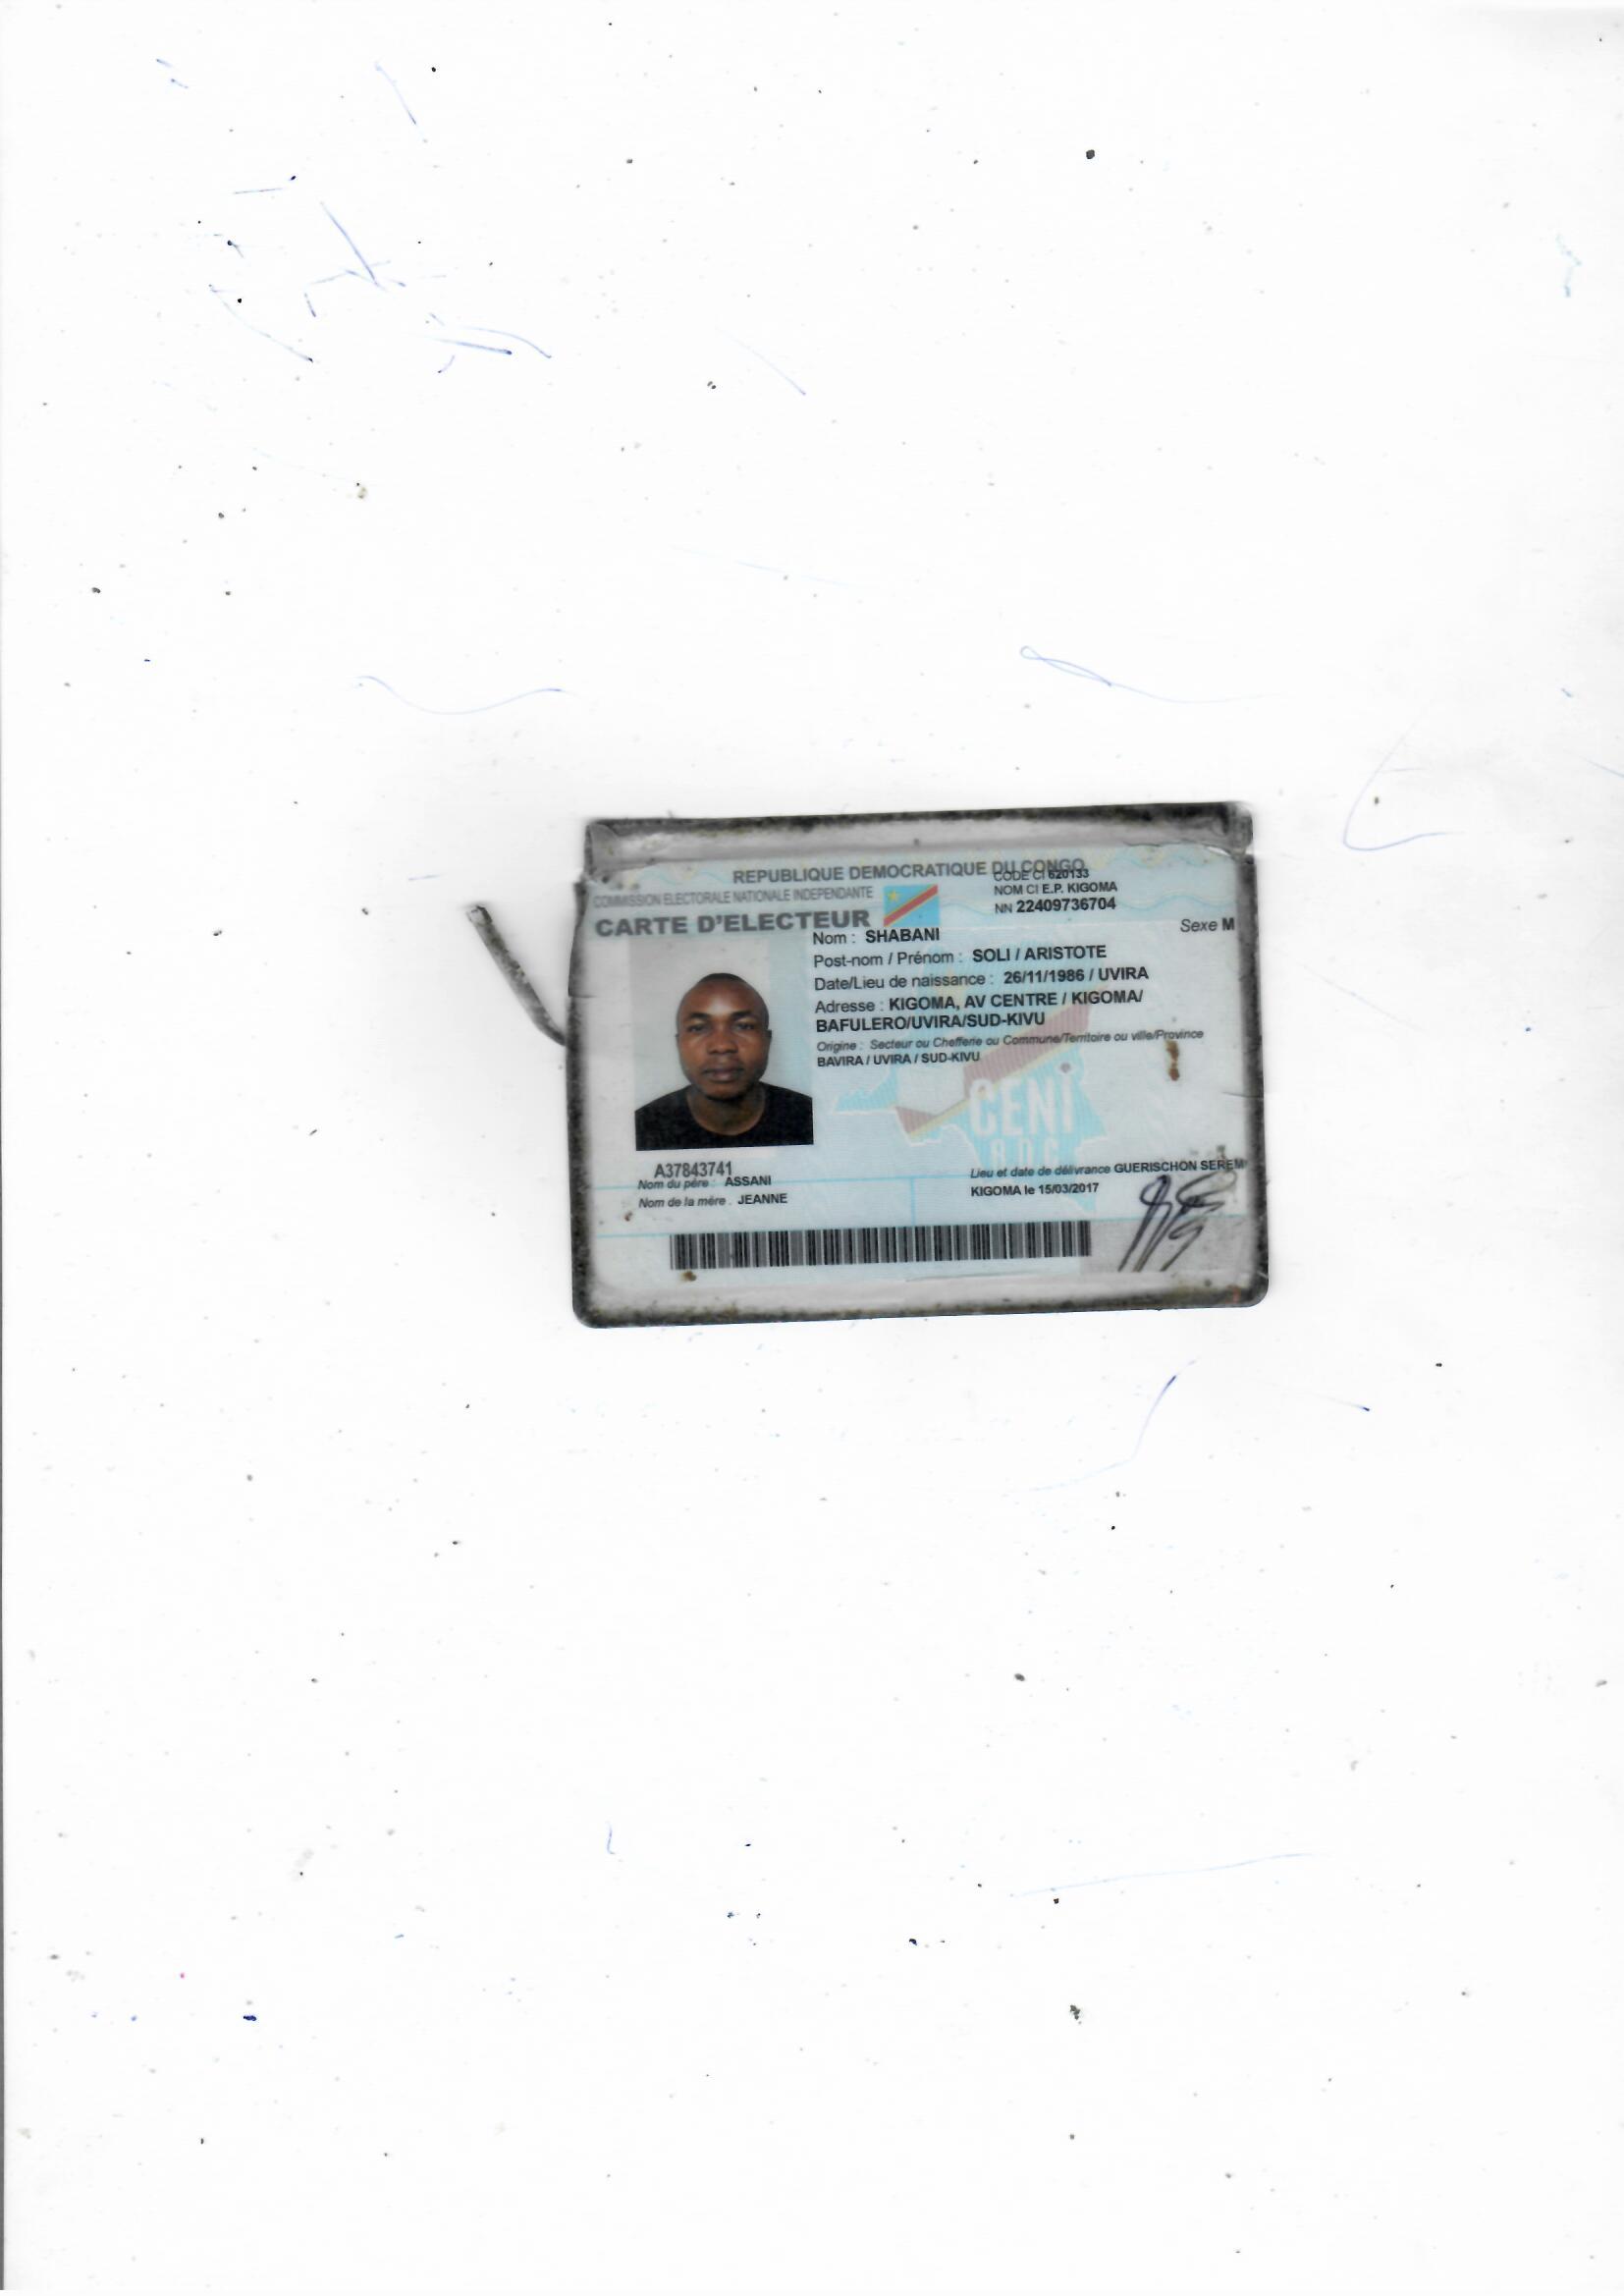 REPUBLIQUE DEMOCRATIQUE DU CONGO
COMMISSION ELECTORALE NATIONALE INDEPENDANTE
CARTE D'ELECTEUR
CODE CI 620133
NOM CI E.P. KIGOMA
NN 22409736704
Sexe M
Nom : SHABANI
Post-nom / Prénom : SOLI / ARISTOTE
Date/Lieu de naissance : 26/11/1986 / UVIRA
Adresse : KIGOMA, AV CENTRE / KIGOMA/
BAFULERO/UVIRA/SUD-KIVU
Origine : Secteur ou Chefferie ou Commune/Territoire ou ville/Province
BAVIRA / UVIRA / SUD-KIVU
CENI
RDC
A37843741
Nom du père : ASSANI
Nom de la mère : JEANNE
Lieu et date de délivrance GUERISCHON SEREM
KIGOMA le 15/03/2017